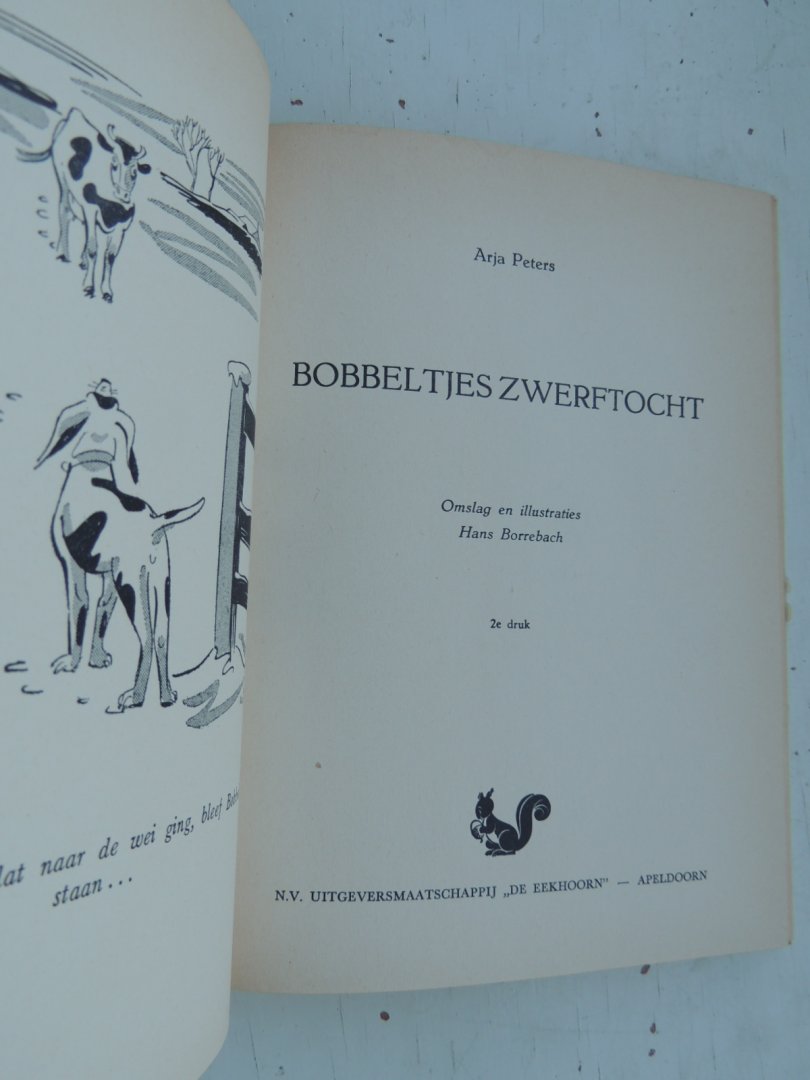 lat naar de wei ging, bleef
staan...
Arja Peters
BOBBELTJES ZWERFTOCHT
Omslag en illustraties
Hans Borrebach
2e druk
N.V. UITGEVERSMAATSCHAPPIJ „DE EEKHOORN” — APELDOORN